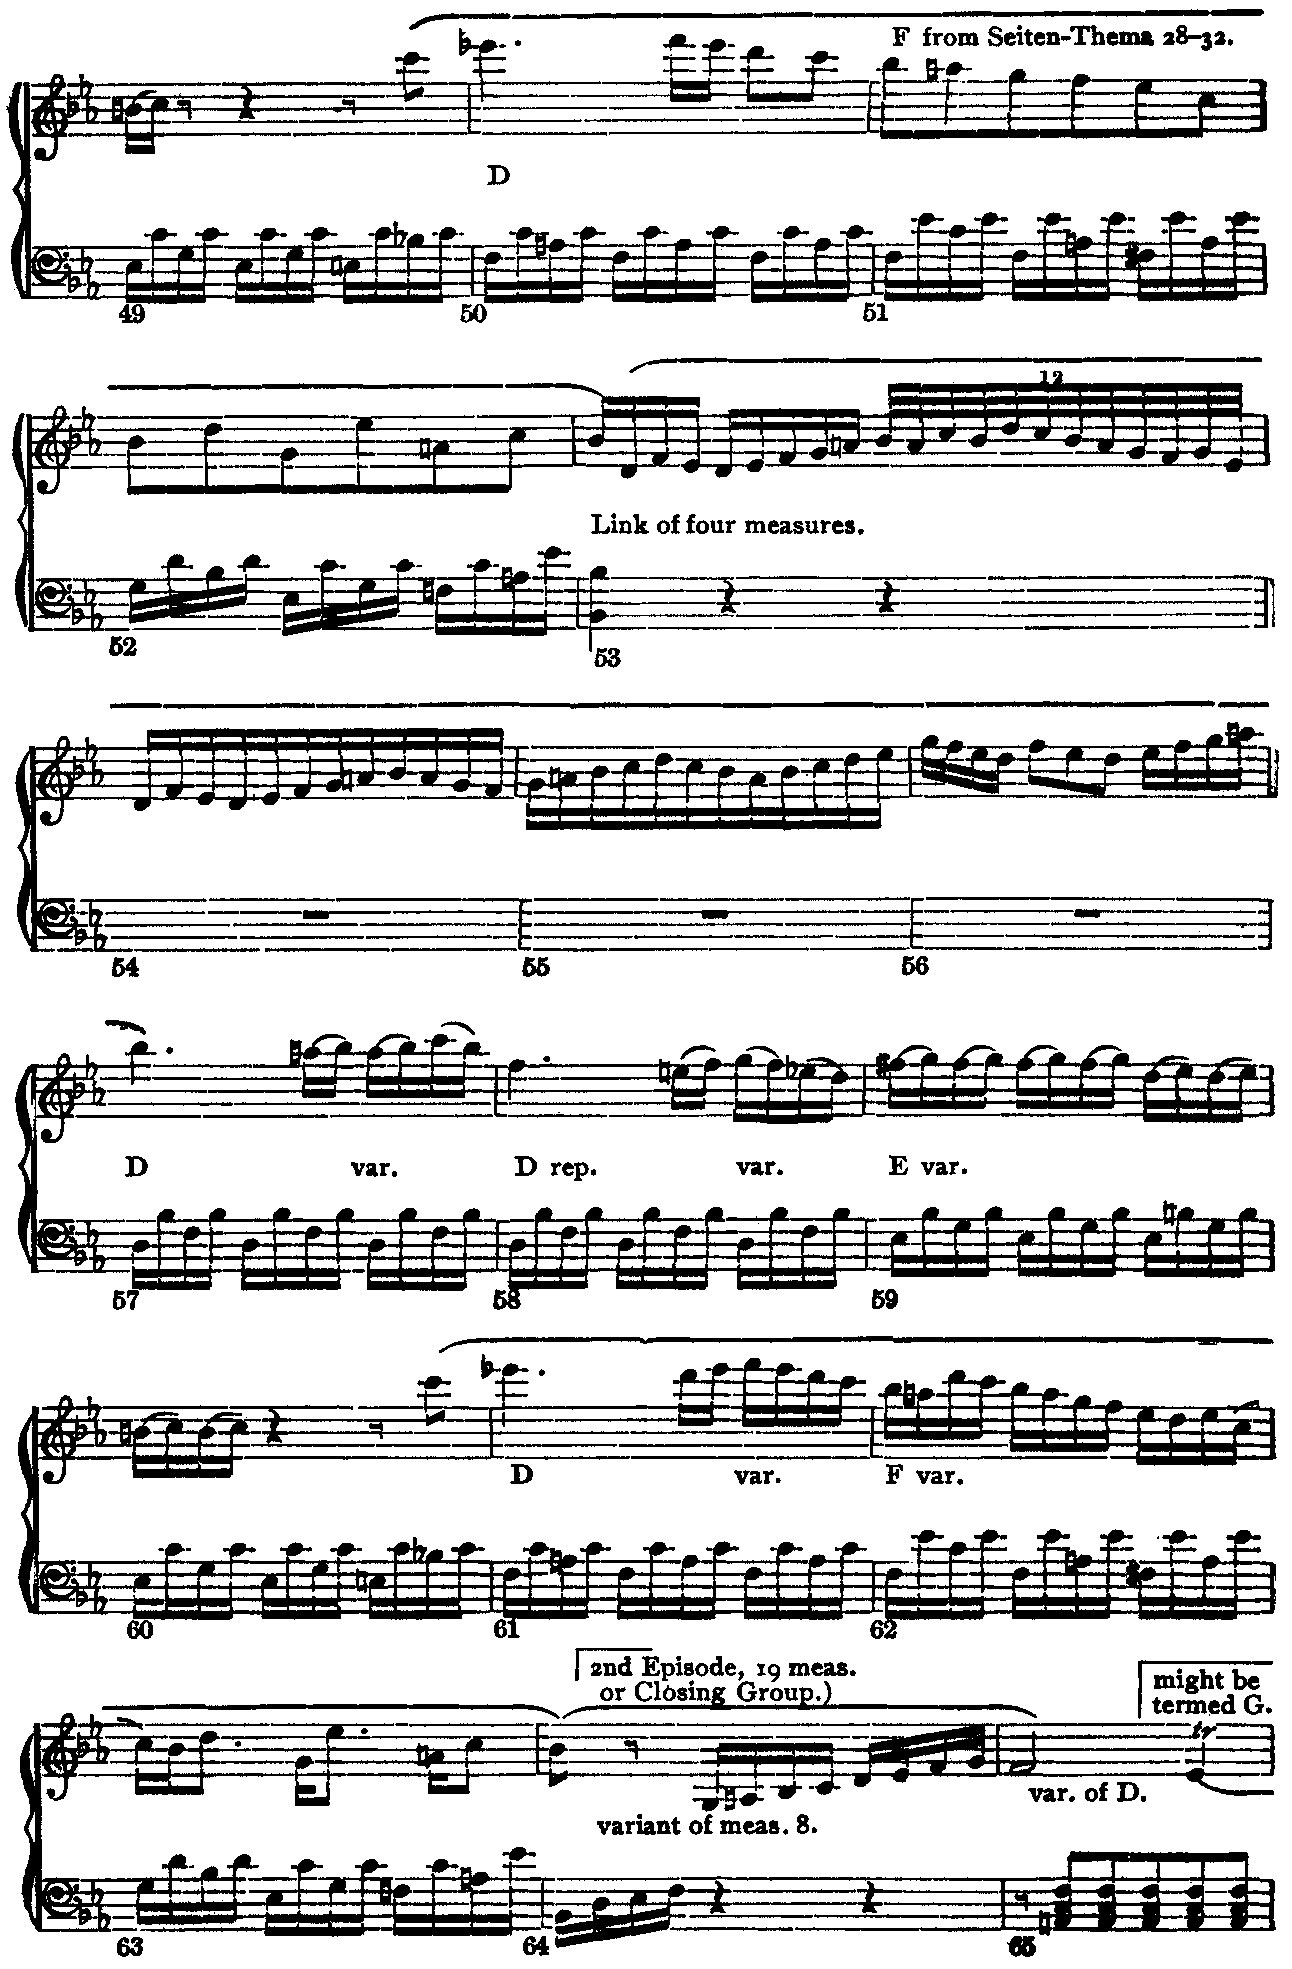 F from Seiten-Thema 28–32.
D
49 50 51
12
Link of four measures.
52 53
54 55 56
D var. D rep. var. E var.
57 58 59
D var. F var.
60 61 62
2nd Episode, 19 meas.
or Closing Group.)
might be
termed G.
tr
var. of D.
variant of meas. 8.
63 64 65